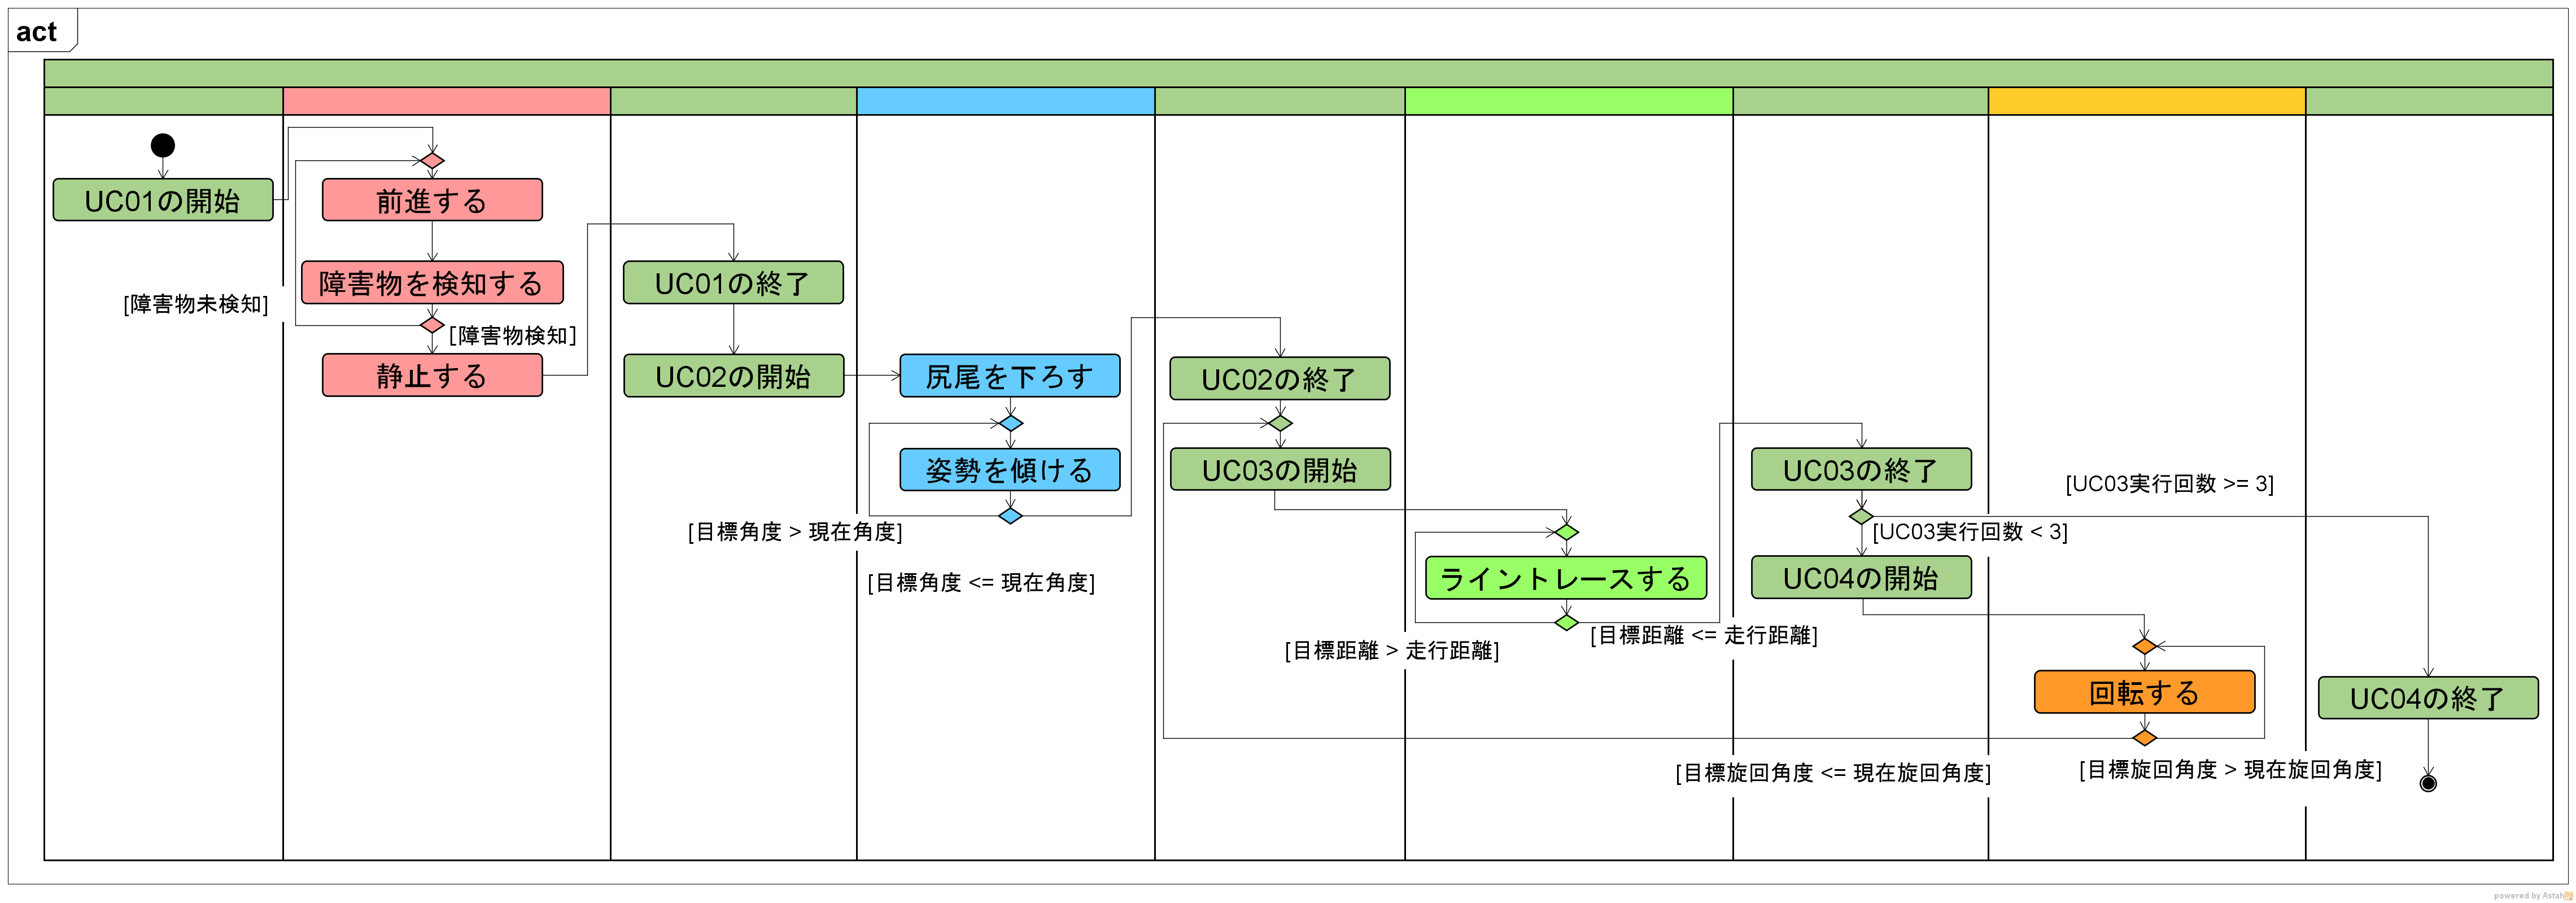 act
UC01の開始
前進する
障害物を検知する
[障害物未検知]
[障害物検知]
静止する
UC01の終了
UC02の開始
尻尾を下ろす
姿勢を傾ける
[目標角度 > 現在角度]
[目標角度 <= 現在角度]
UC02の終了
UC03の開始
ライントレースする
[目標距離 > 走行距離]
[目標距離 <= 走行距離]
UC03の終了
[UC03実行回数 >= 3]
[UC03実行回数 < 3]
UC04の開始
回転する
[目標旋回角度 <= 現在旋回角度]
[目標旋回角度 > 現在旋回角度]
UC04の終了
powered by Astah